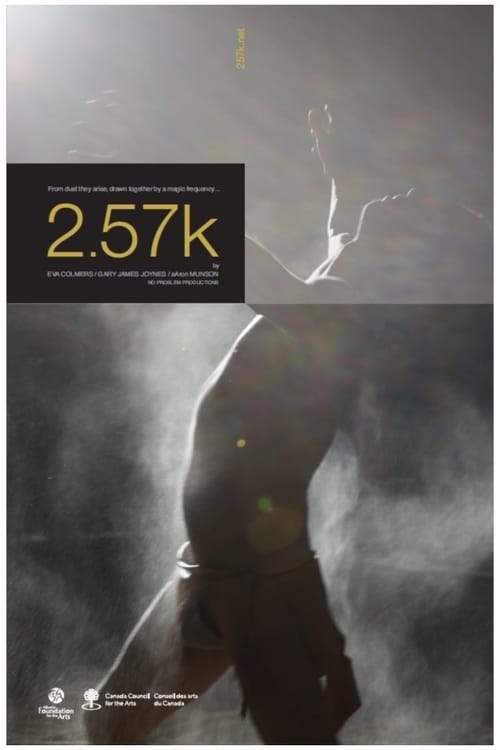 257k.net
From dust they arise, drawn together by a magic frequency ...
2.57k
by
EVA COLMERS / GARY JAMES JOYNES / aAron MUNSON
NO PROBLEM PRODUCTIONS
Alberta
Foundation
for the Arts
Canada Council Conseil des arts
for the Arts du Canada